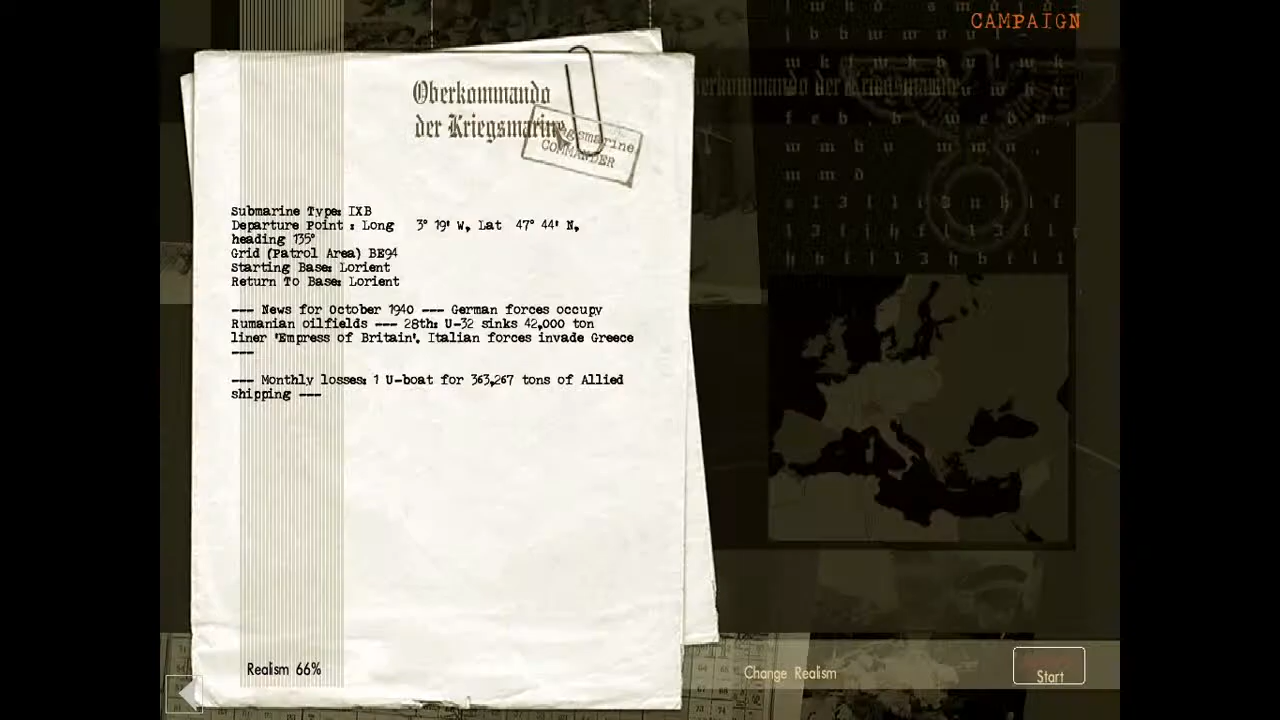 CAMPAIGN
Oberkommando
der Kriegsmarine
COMMANDER
Submarine Type: IXB
Departure Point : Long 3° 19' W, Lat 47° 44' N,
heading 135°
Grid (Patrol Area) BE94
Starting Base: Lorient
Return To Base: Lorient
--- News for October 1940 --- German forces occupy
Rumanian oilfields --- 28th: U-32 sinks 42,000 ton
liner 'Empress of Britain', Italian forces invade Greece
---
--- Monthly losses: 1 U-boat for 363,267 tons of Allied
shipping ---
Realism 66%
Change Realism
Start